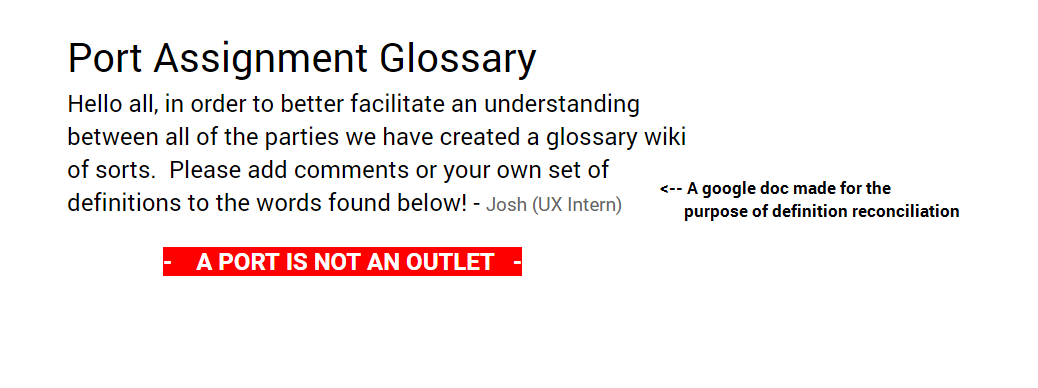 Port Assignment Glossary
Hello all, in order to better facilitate an understanding
between all of the parties we have created a glossary wiki
of sorts.  Please add comments or your own set of
definitions to the words found below! - Josh (UX Intern)
<-- A google doc made for the
purpose of definition reconciliation
-    A PORT IS NOT AN OUTLET   -